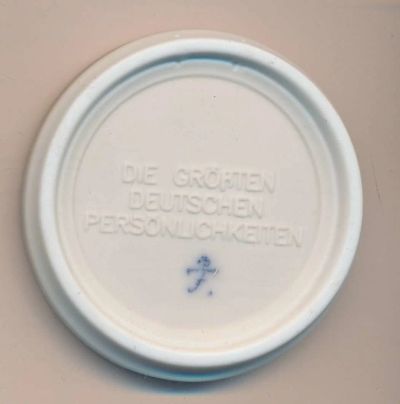 DIE GRÖßTEN
DEUTSCHEN
PERSÖNLICHKEITEN